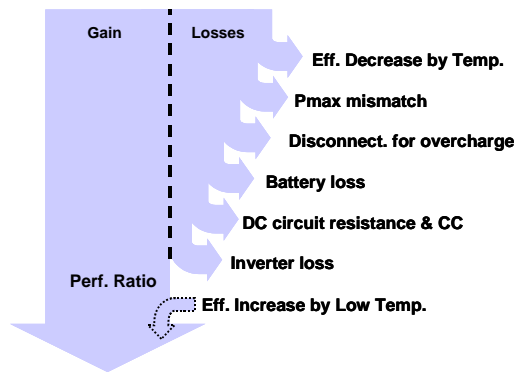 Gain
Losses
Eff. Decrease by Temp.
Pmax mismatch
Disconnect. for overcharge
Battery loss
DC circuit resistance & CC
Inverter loss
Perf. Ratio
Eff. Increase by Low Temp.